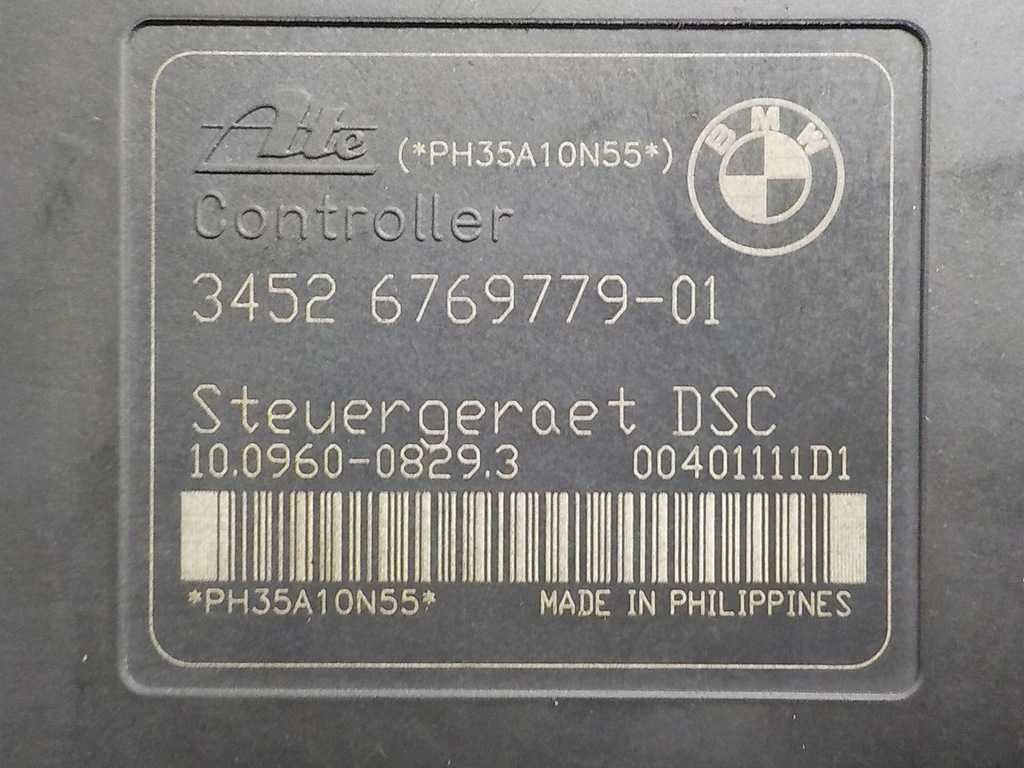 Ate (*PH35A10N55*) BMW
Controller
3452 6769779-01
Steuergeraet DSC
10.0960-0829.3 00401111D1
*PH35A10N55* MADE IN PHILIPPINES